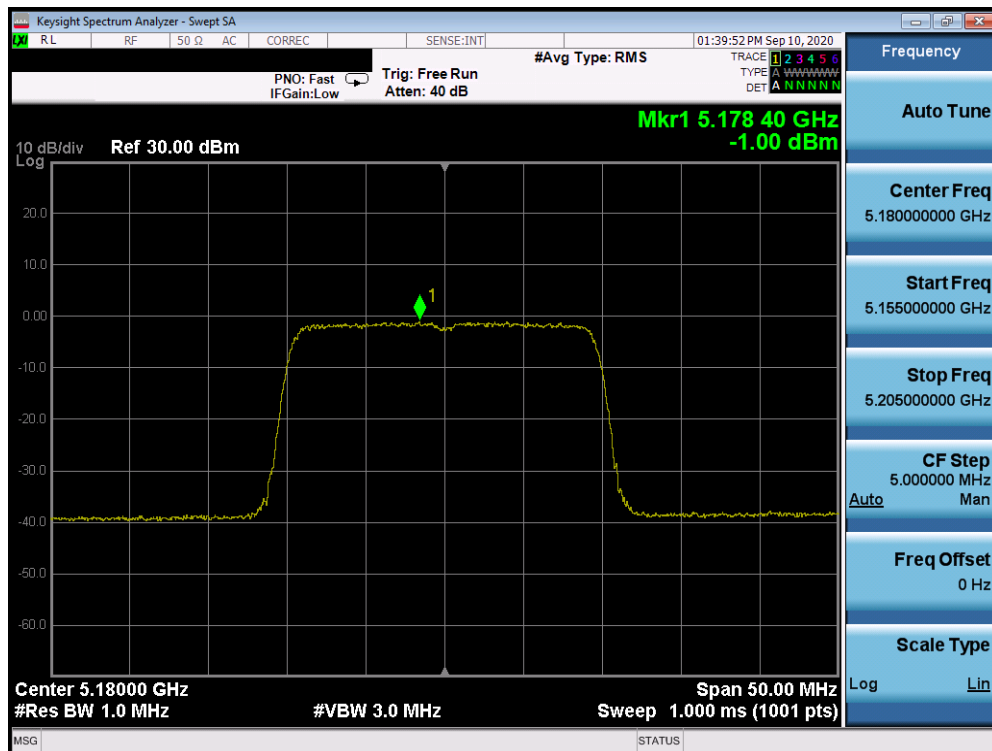 Keysight Spectrum Analyzer - Swept SA
LXI RL RF 50 Ω AC CORREC SENSE:INT 01:39:52 PM Sep 10, 2020
#Avg Type: RMS
TRACE 1 2 3 4 5 6
TYPE A WWWWW
DET A N N N N N
PNO: Fast Trig: Free Run
IFGain:Low Atten: 40 dB
Mkr1 5.178 40 GHz
-1.00 dBm
10 dB/div Ref 30.00 dBm
Log
20.0
10.0
1
0.00
-10.0
-20.0
-30.0
-40.0
-50.0
-60.0
Center 5.18000 GHz Span 50.00 MHz
#Res BW 1.0 MHz #VBW 3.0 MHz Sweep 1.000 ms (1001 pts)
MSG STATUS
Frequency
Auto Tune
Center Freq
5.180000000 GHz
Start Freq
5.155000000 GHz
Stop Freq
5.205000000 GHz
CF Step
5.000000 MHz
Auto Man
Freq Offset
0 Hz
Scale Type
Log Lin